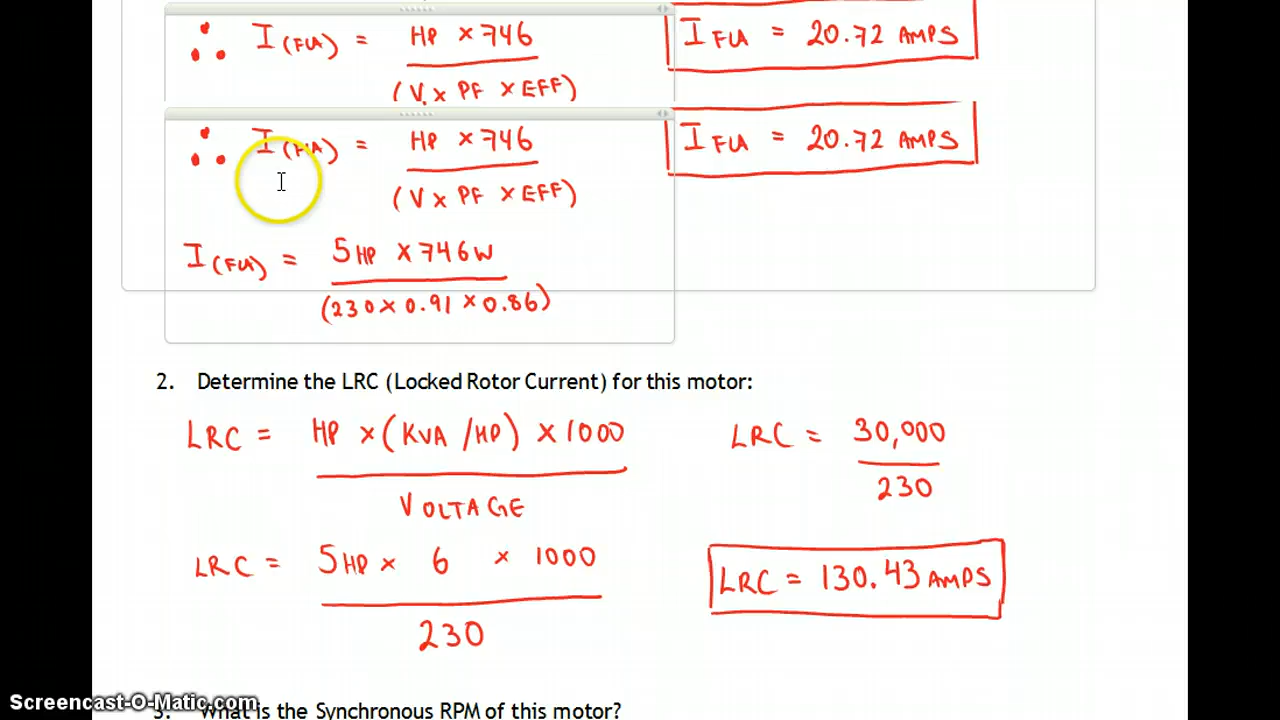 ∴ I(FLA) = HP × 746
(V × PF × EFF)
I FLA = 20.72 AMPS
∴ I(FLA) = HP × 746
(V × PF × EFF)
I FLA = 20.72 AMPS
I(FLA) = 5HP × 746W
(230 × 0.91 × 0.86)
2. Determine the LRC (Locked Rotor Current) for this motor:
LRC = HP × (KVA/HP) × 1000
VOLTAGE
LRC = 30,000
230
LRC = 5HP × 6 × 1000
230
LRC = 130.43 AMPS
3. What is the Synchronous RPM of this motor?
Screencast-O-Matic.com